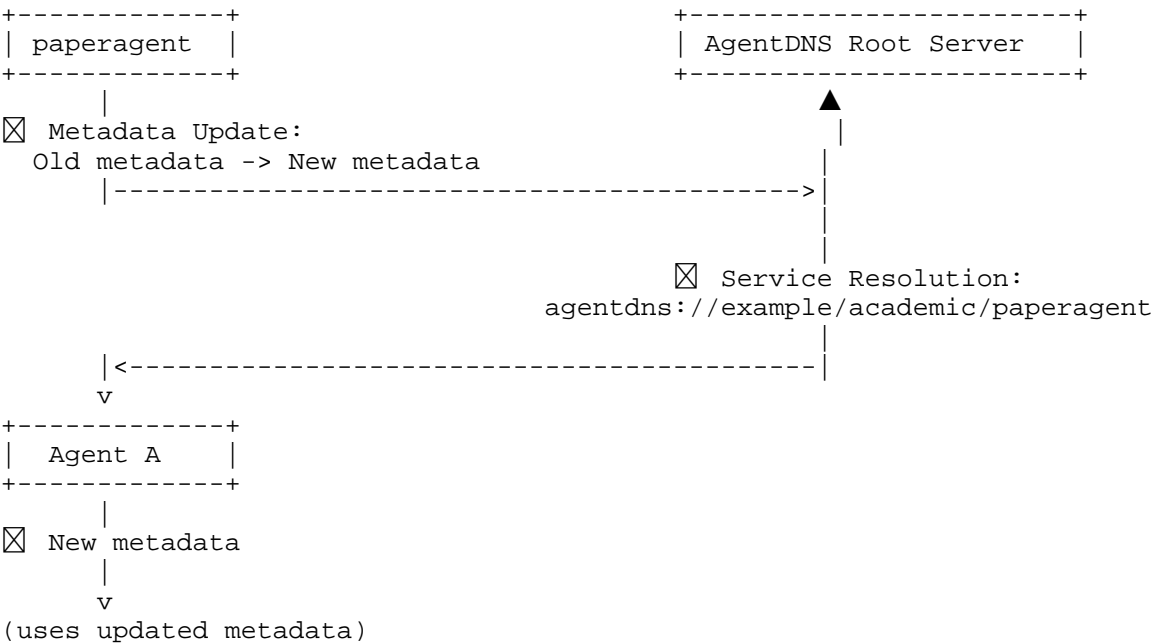 paperagent
AgentDNS Root Server
Metadata Update:
Old metadata -> New metadata
Service Resolution:
agentdns://example/academic/paperagent
Agent A
New metadata
(uses updated metadata)